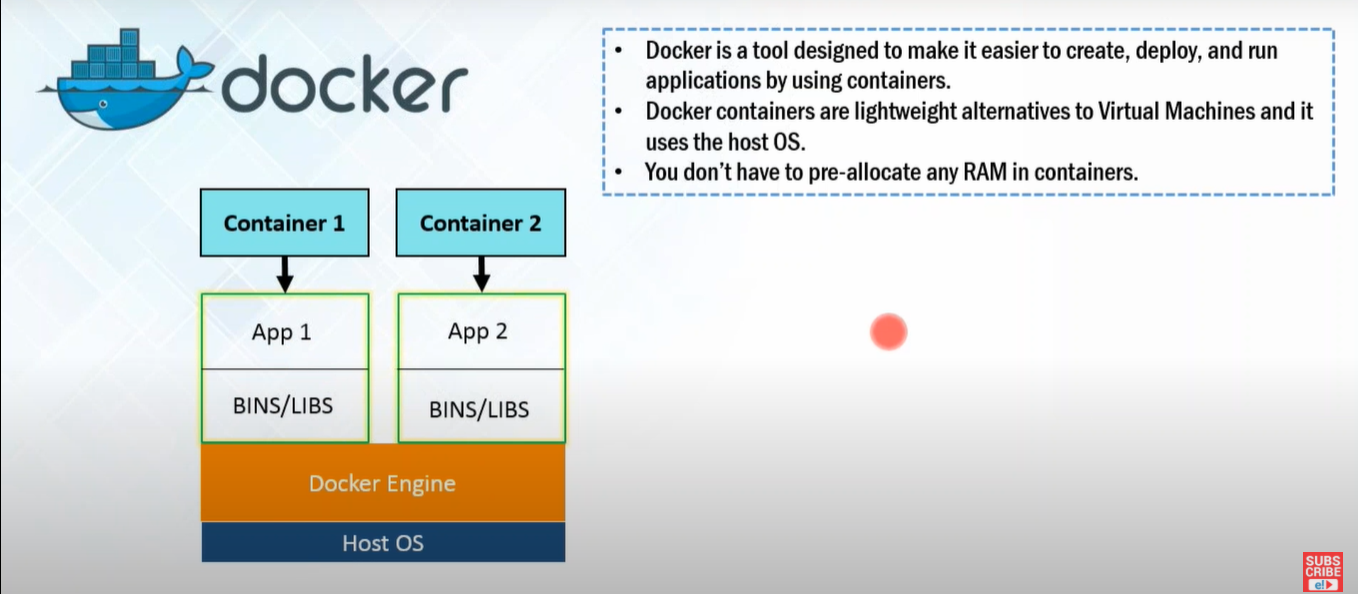 docker
• Docker is a tool designed to make it easier to create, deploy, and run
applications by using containers.
• Docker containers are lightweight alternatives to Virtual Machines and it
uses the host OS.
• You don’t have to pre-allocate any RAM in containers.
Container 1
Container 2
App 1
App 2
BINS/LIBS
BINS/LIBS
Docker Engine
Host OS
SUBS
CRIBE
e!